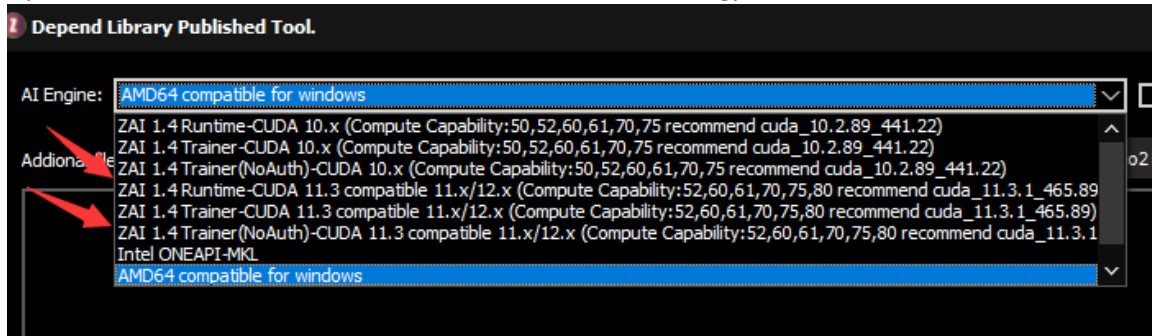 Depend Library Published Tool.
AI Engine: AMD64 compatible for windows
ZAI 1.4 Runtime-CUDA 10.x (Compute Capability:50,52,60,61,70,75 recommend cuda_10.2.89_441.22)
ZAI 1.4 Trainer-CUDA 10.x (Compute Capability:50,52,60,61,70,75 recommend cuda_10.2.89_441.22)
Addional file
o2
ZAI 1.4 Trainer(NoAuth)-CUDA 10.x (Compute Capability:50,52,60,61,70,75 recommend cuda_10.2.89_441.22)
ZAI 1.4 Runtime-CUDA 11.3 compatible 11.x/12.x (Compute Capability:52,60,61,70,75,80 recommend cuda_11.3.1_465.89
ZAI 1.4 Trainer-CUDA 11.3 compatible 11.x/12.x (Compute Capability:52,60,61,70,75,80 recommend cuda_11.3.1_465.89)
ZAI 1.4 Trainer(NoAuth)-CUDA 11.3 compatible 11.x/12.x (Compute Capability:52,60,61,70,75,80 recommend cuda_11.3.1
Intel ONEAPI-MKL
AMD64 compatible for windows